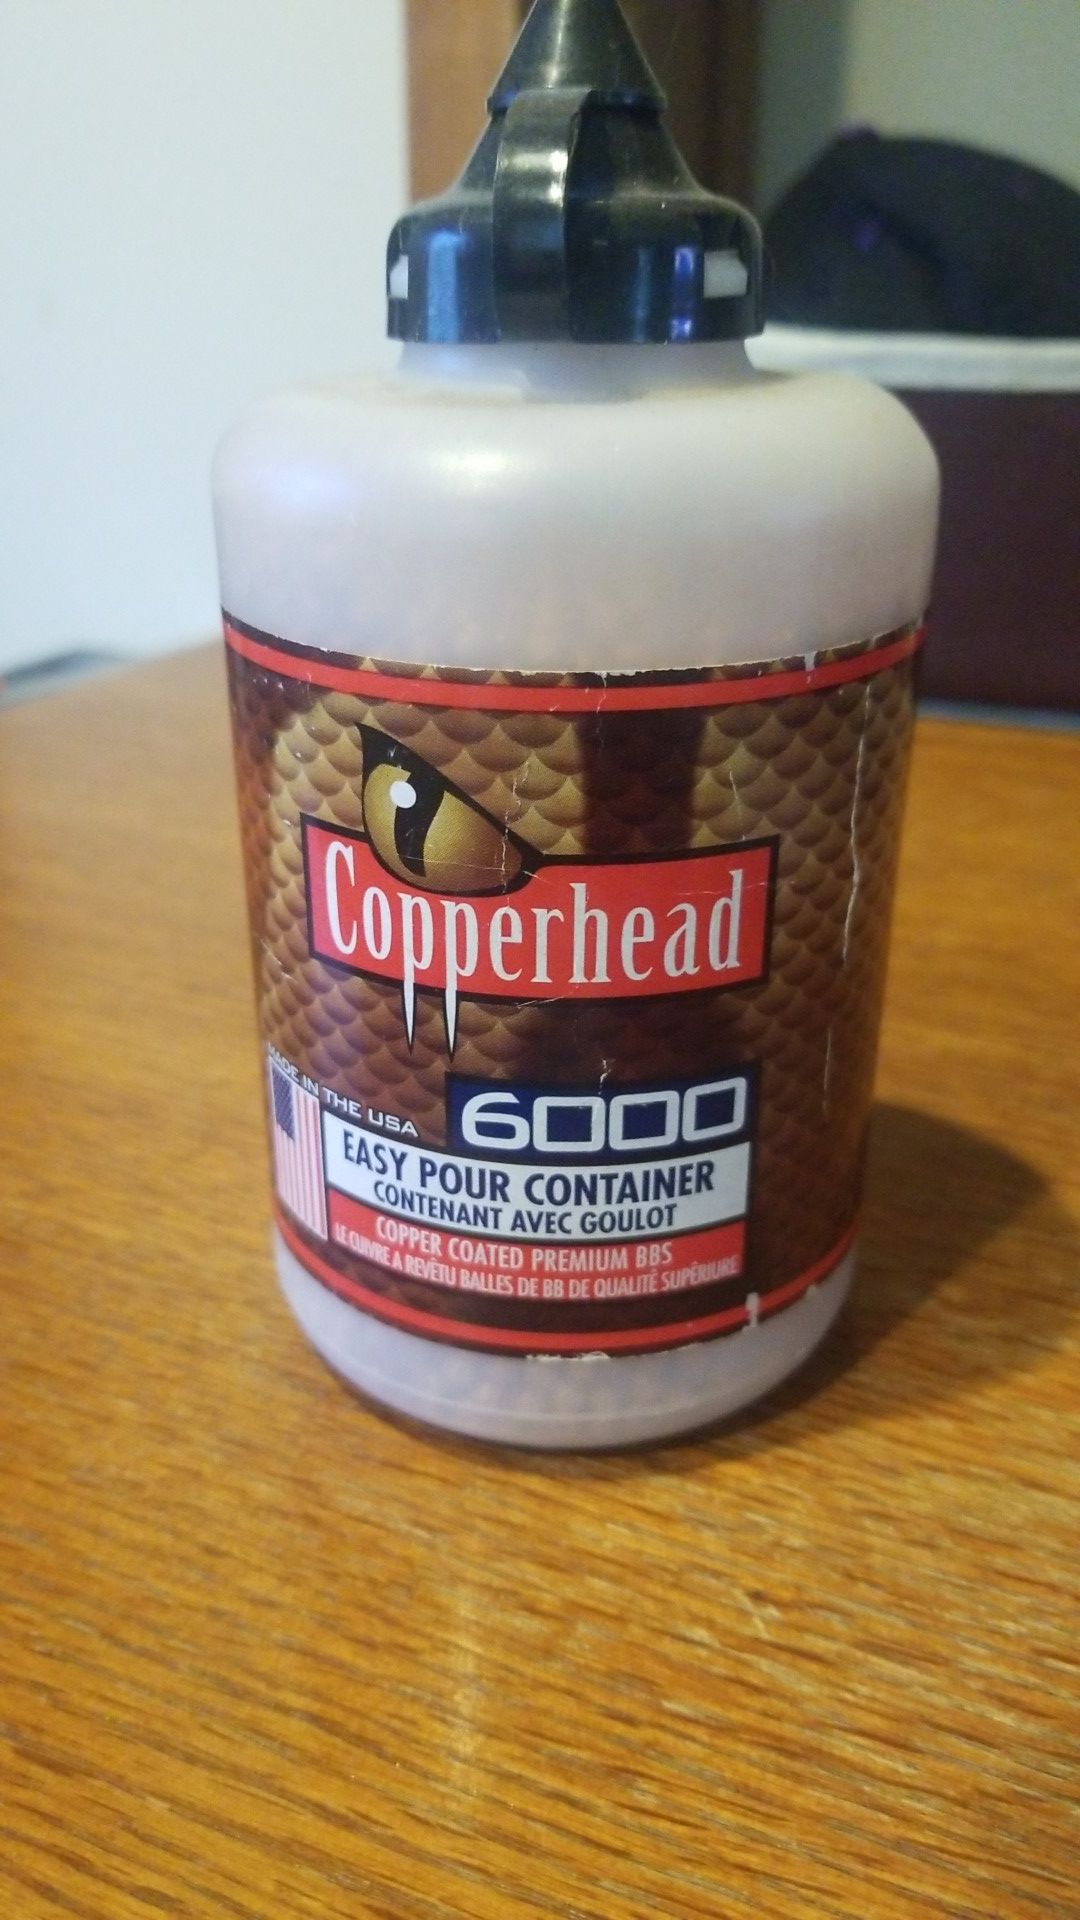 Copperhead
MADE IN THE USA
6000
EASY POUR CONTAINER
CONTENANT AVEC GOULOT
COPPER COATED PREMIUM BBS
LE CUIVRE A REVÊTU BALLES DE BB DE QUALITÉ SUPÉRIURE